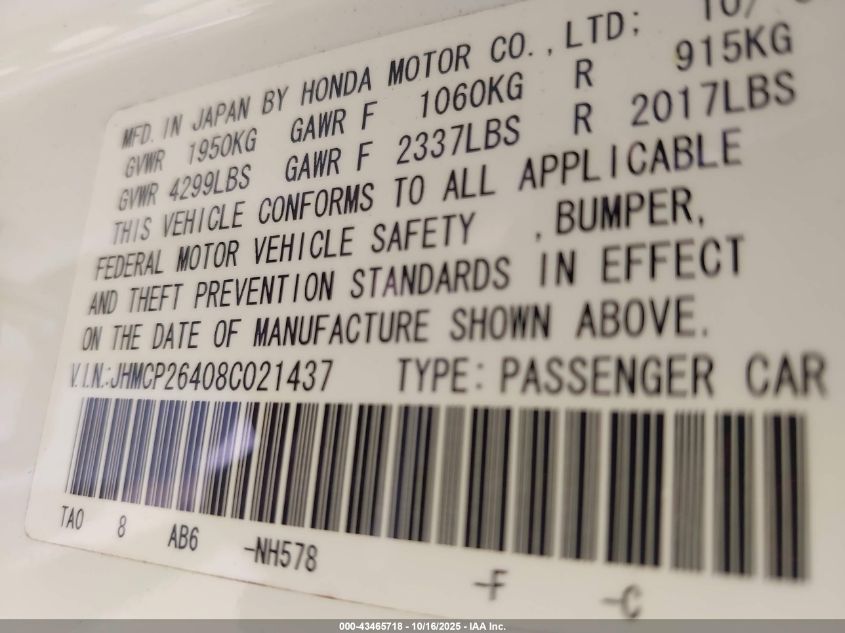 MFD. IN JAPAN BY HONDA MOTOR CO., LTD; 10/
GVWR 1950KG GAWR F 1060KG R 915KG
GVWR 4299LBS GAWR F 2337LBS R 2017LBS
THIS VEHICLE CONFORMS TO ALL APPLICABLE
FEDERAL MOTOR VEHICLE SAFETY , BUMPER,
AND THEFT PREVENTION STANDARDS IN EFFECT
ON THE DATE OF MANUFACTURE SHOWN ABOVE.
V.I.N.:JHMCP26408C021437 TYPE: PASSENGER CAR
TA0 8 AB6 -NH578 -F -C
000-43465718 - 10/16/2025 - IAA Inc.